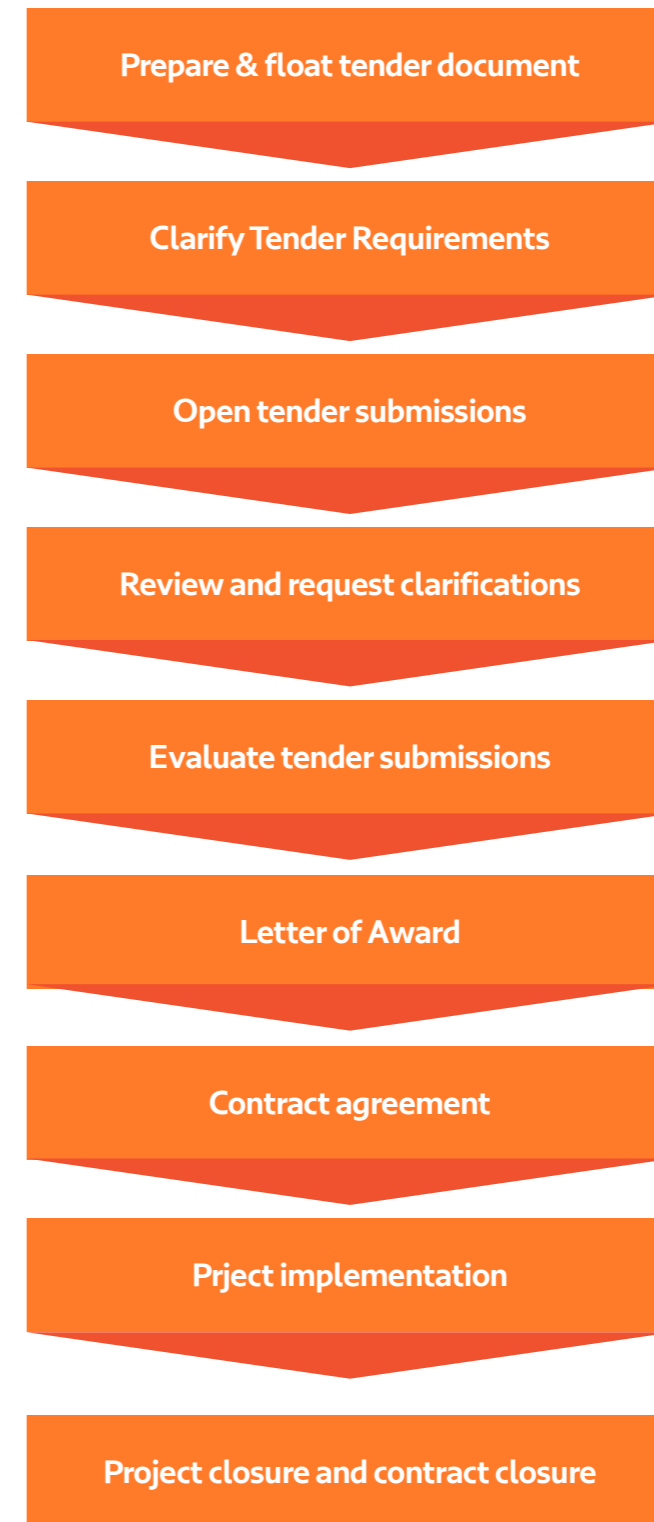 Prepare & float tender document
Clarify Tender Requirements
Open tender submissions
Review and request clarifications
Evaluate tender submissions
Letter of Award
Contract agreement
Prject implementation
Project closure and contract closure